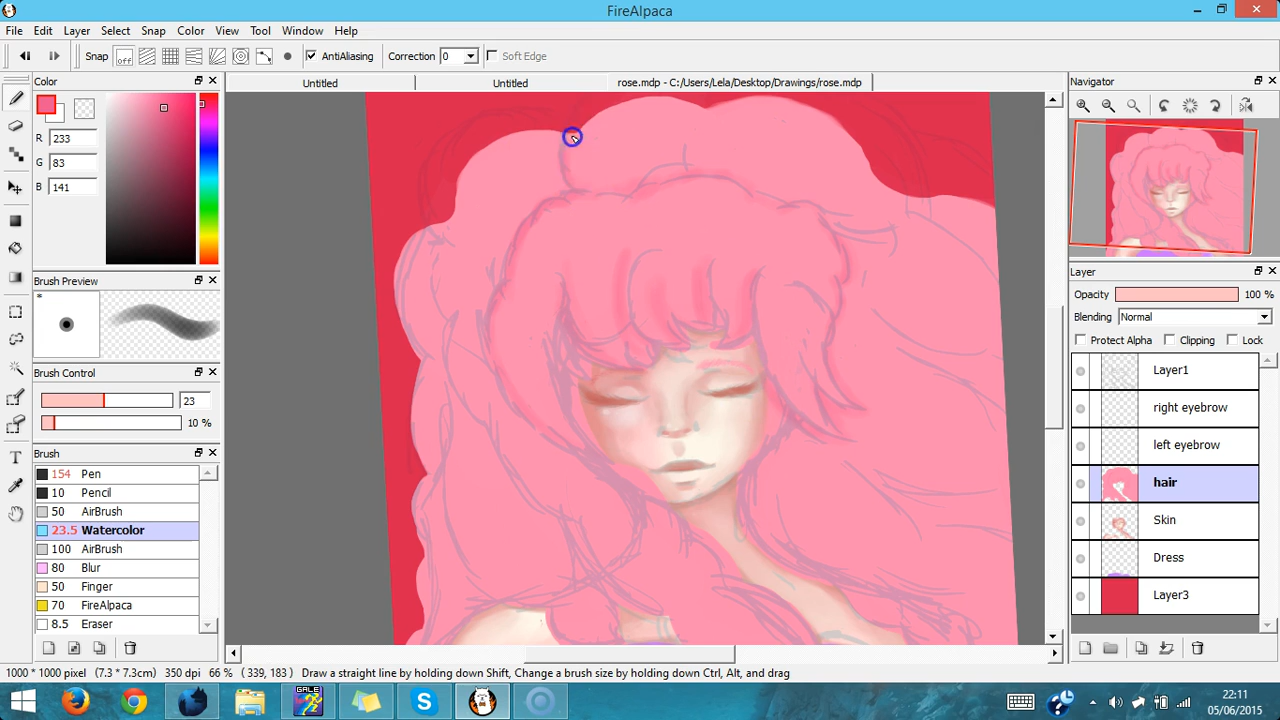 FireAlpaca
File Edit Layer Select Snap Color View Tool Window Help
Snap off AntiAliasing Correction 0 Soft Edge
Color
Untitled Untitled rose.mdp - C:/Users/Lela/Desktop/Drawings/rose.mdp
Navigator
R 233
G 83
B 141
Brush Preview
*
Brush Control
23
10 %
Brush
154 Pen
10 Pencil
50 AirBrush
23.5 Watercolor
100 AirBrush
80 Blur
50 Finger
70 FireAlpaca
8.5 Eraser
Layer
Opacity 100 %
Blending Normal
Protect Alpha Clipping Lock
Layer1
right eyebrow
left eyebrow
hair
Skin
Dress
Layer3
1000 * 1000 pixel (7.3 * 7.3cm) 350 dpi 66 % ( 339, 183 ) Draw a straight line by holding down Shift, Change a brush size by holding down Ctrl, Alt, and drag
GALE
22:11
05/06/2015